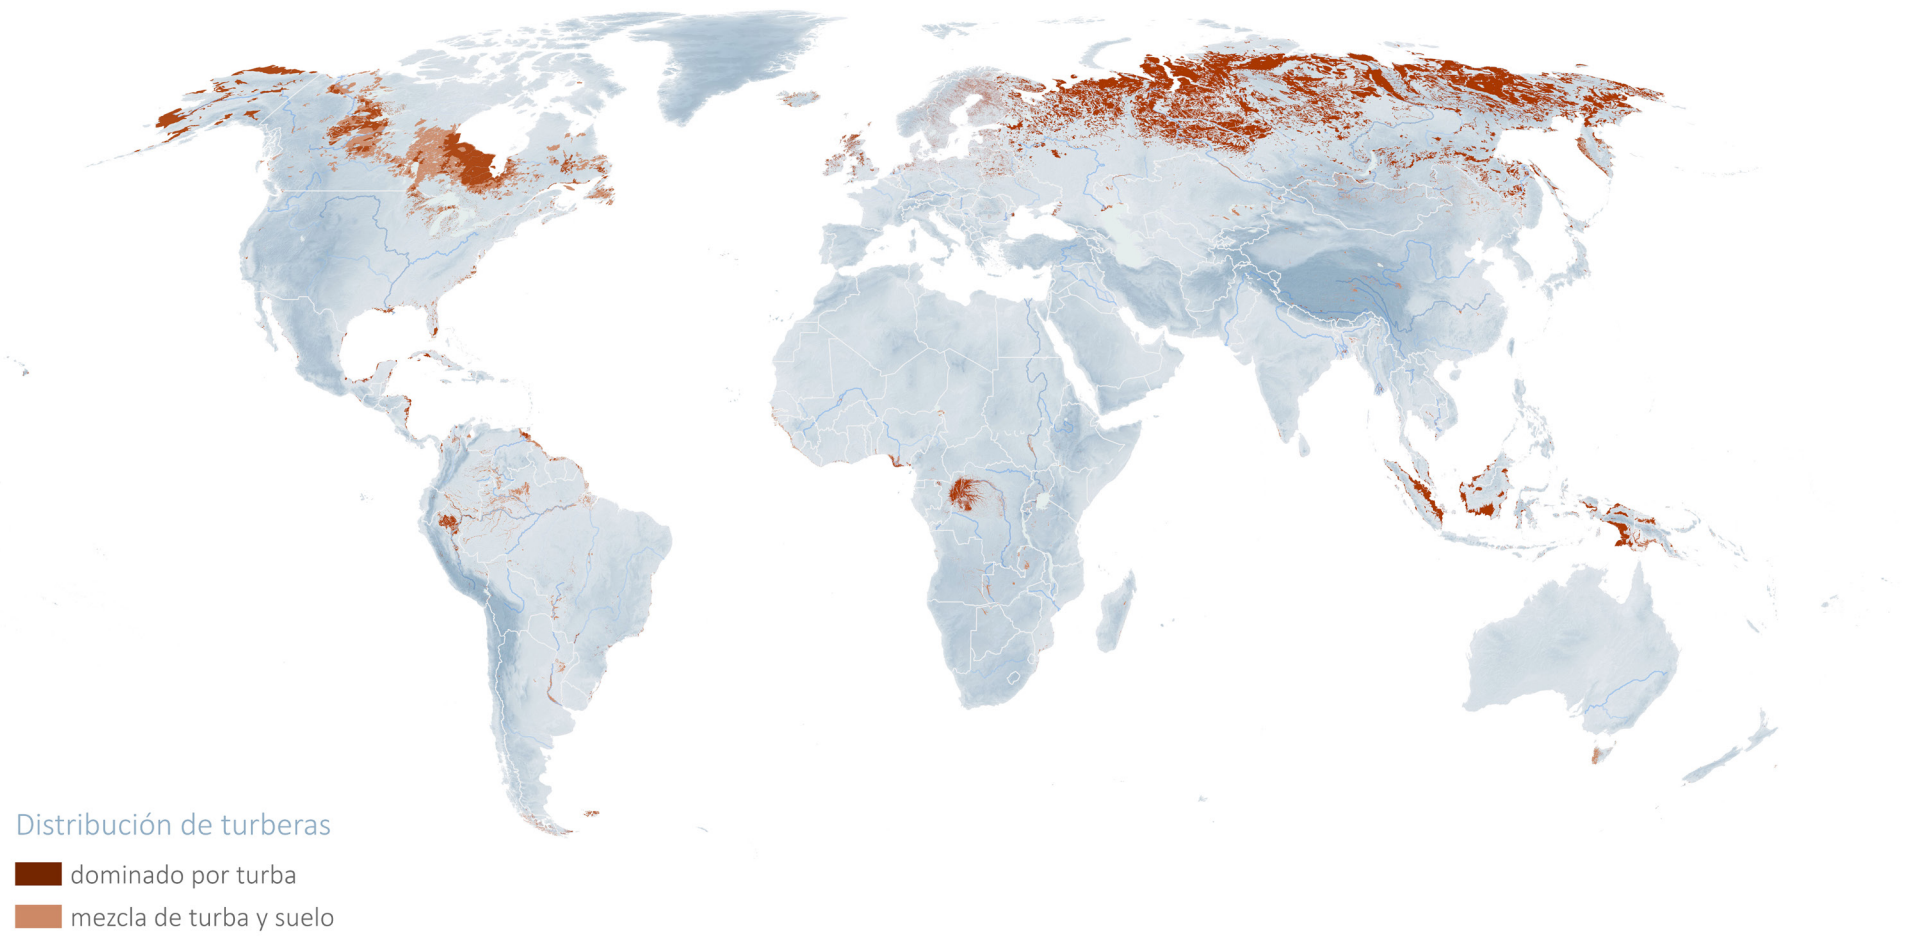 Distribución de turberas
dominado por turba
mezcla de turba y suelo